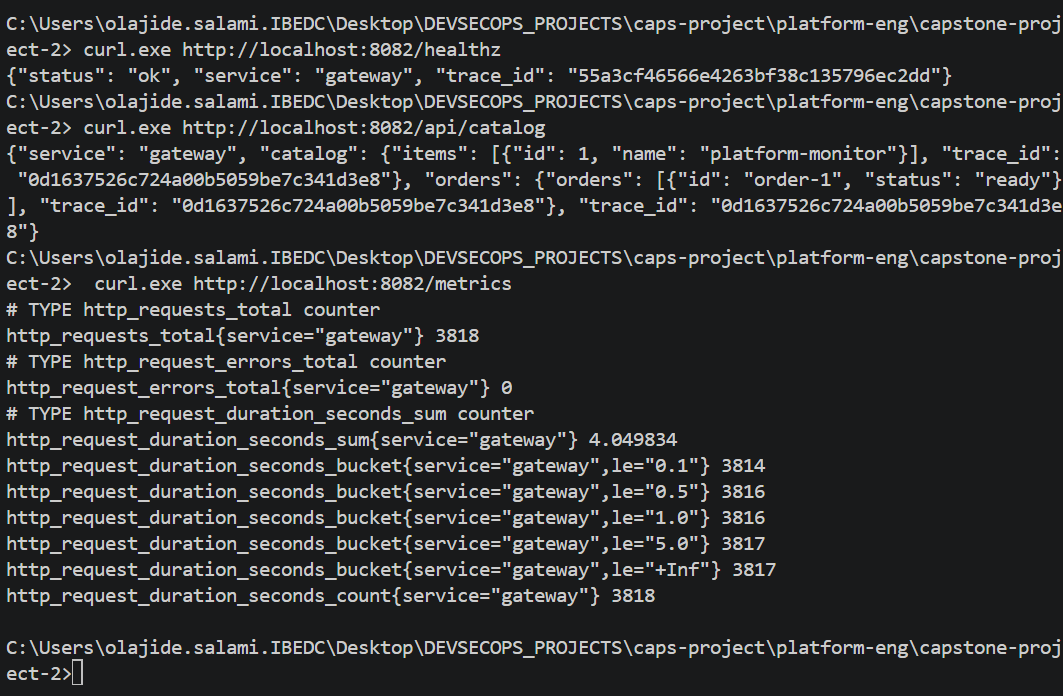 C:\Users\olajide.salami.IBEDC\Desktop\DEVSECOPS_PROJECTS\caps-project\platform-eng\capstone-proj
ect-2> curl.exe http://localhost:8082/healthz
{"status": "ok", "service": "gateway", "trace_id": "55a3cf46566e4263bf38c135796ec2dd"}
C:\Users\olajide.salami.IBEDC\Desktop\DEVSECOPS_PROJECTS\caps-project\platform-eng\capstone-proj
ect-2> curl.exe http://localhost:8082/api/catalog
{"service": "gateway", "catalog": {"items": [{"id": 1, "name": "platform-monitor"}], "trace_id":
 "0d1637526c724a00b5059be7c341d3e8"}, "orders": {"orders": [{"id": "order-1", "status": "ready"}
], "trace_id": "0d1637526c724a00b5059be7c341d3e8"}, "trace_id": "0d1637526c724a00b5059be7c341d3e
8"}
C:\Users\olajide.salami.IBEDC\Desktop\DEVSECOPS_PROJECTS\caps-project\platform-eng\capstone-proj
ect-2>  curl.exe http://localhost:8082/metrics
# TYPE http_requests_total counter
http_requests_total{service="gateway"} 3818
# TYPE http_request_errors_total counter
http_request_errors_total{service="gateway"} 0
# TYPE http_request_duration_seconds_sum counter
http_request_duration_seconds_sum{service="gateway"} 4.049834
http_request_duration_seconds_bucket{service="gateway",le="0.1"} 3814
http_request_duration_seconds_bucket{service="gateway",le="0.5"} 3816
http_request_duration_seconds_bucket{service="gateway",le="1.0"} 3816
http_request_duration_seconds_bucket{service="gateway",le="5.0"} 3817
http_request_duration_seconds_bucket{service="gateway",le="+Inf"} 3817
http_request_duration_seconds_count{service="gateway"} 3818
C:\Users\olajide.salami.IBEDC\Desktop\DEVSECOPS_PROJECTS\caps-project\platform-eng\capstone-proj
ect-2>